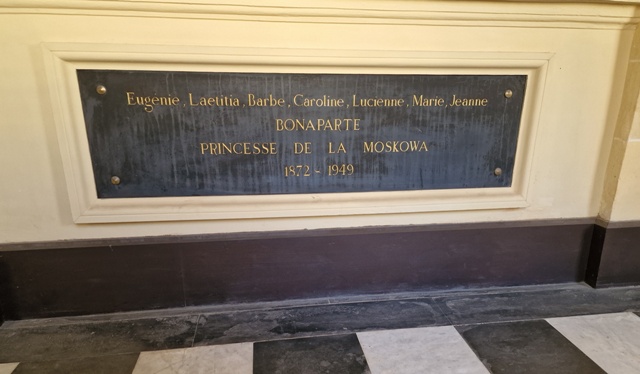 Eugénie, Laetitia, Barbe, Caroline, Lucienne, Marie, Jeanne
BONAPARTE
PRINCESSE DE LA MOSKOWA
1872 - 1949